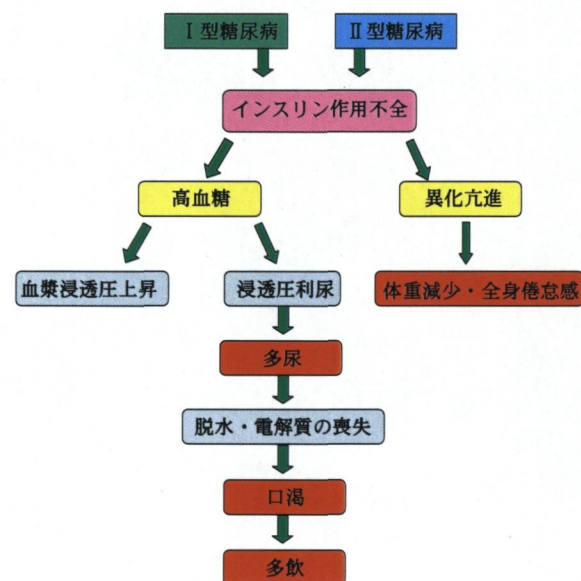 Ⅰ型糖尿病
Ⅱ型糖尿病
インスリン作用不全
高血糖
異化亢進
血漿浸透圧上昇
浸透圧利尿
体重減少・全身倦怠感
多尿
脱水・電解質の喪失
口渇
多飲